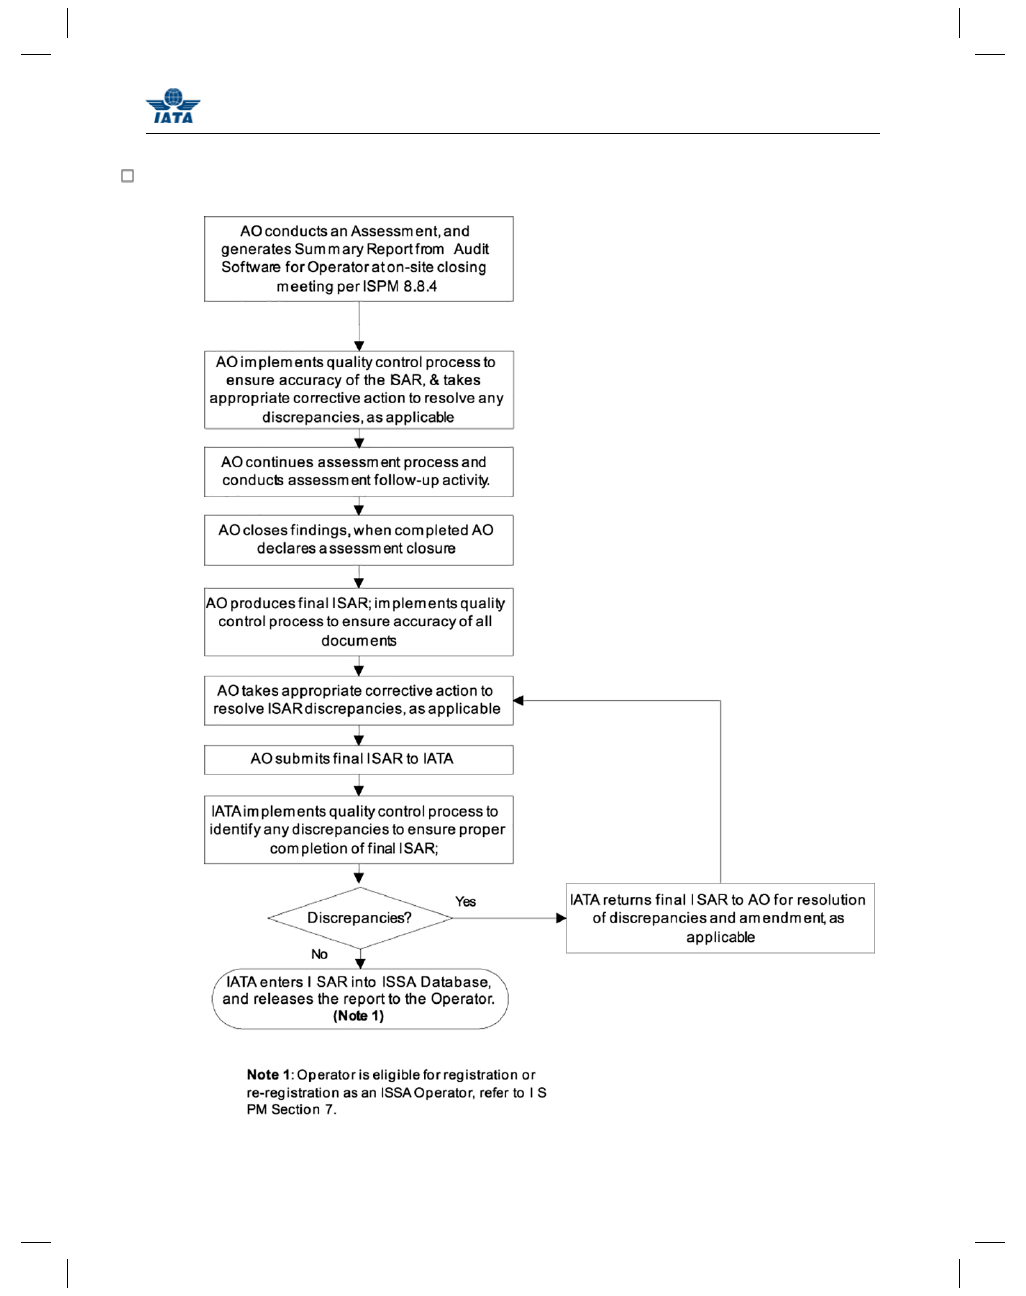 IATA
AO conducts an Assessment, and
generates Summary Report from Audit
Software for Operator at on-site closing
meeting per ISPM 8.8.4
AO implements quality control process to
ensure accuracy of the ISAR, & takes
appropriate corrective action to resolve any
discrepancies, as applicable
AO continues assessment process and
conducts assessment follow-up activity.
AO closes findings, when completed AO
declares assessment closure
AO produces final ISAR; implements quality
control process to ensure accuracy of all
documents
AO takes appropriate corrective action to
resolve ISAR discrepancies, as applicable
AO submits final ISAR to IATA
IATA implements quality control process to
identify any discrepancies to ensure proper
completion of final ISAR;
Discrepancies?
Yes
IATA returns final I SAR to AO for resolution
of discrepancies and amendment, as
applicable
No
IATA enters I SAR into ISSA Database,
and releases the report to the Operator.
(Note 1)
Note 1: Operator is eligible for registration or
re-registration as an ISSA Operator, refer to I S
PM Section 7.